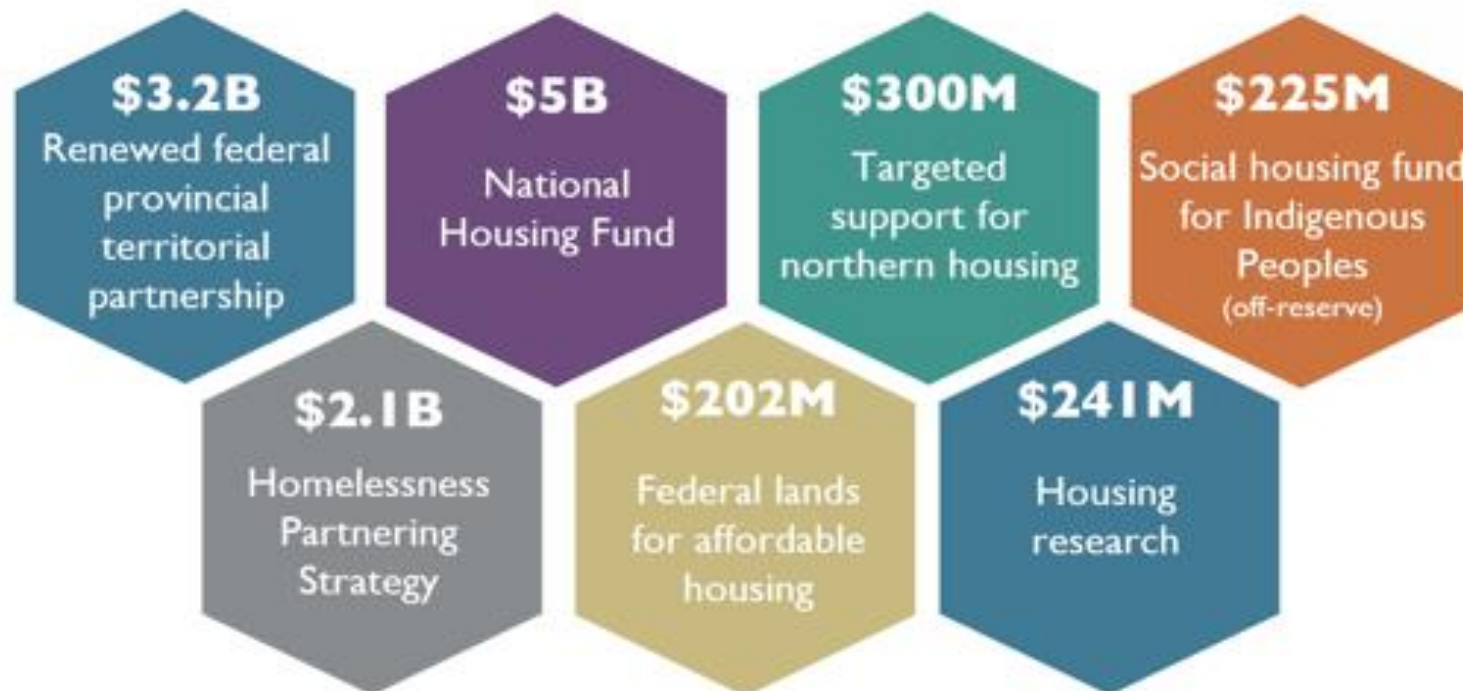 $3.2B
Renewed federal
provincial
territorial
partnership
$5B
National
Housing Fund
$300M
Targeted
support for
northern housing
$225M
Social housing fund
for Indigenous
Peoples
(off-reserve)
$2.1B
Homelessness
Partnering
Strategy
$202M
Federal lands
for affordable
housing
$241M
Housing
research